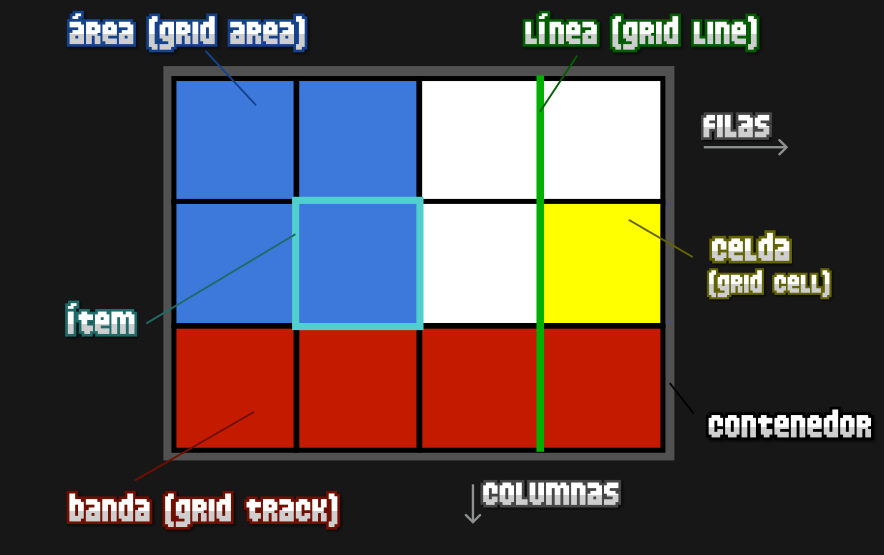 área (grid area)
Línea (grid Line)
Filas
celda
(grid cell)
ítem
contenedor
columnas
banda (grid track)